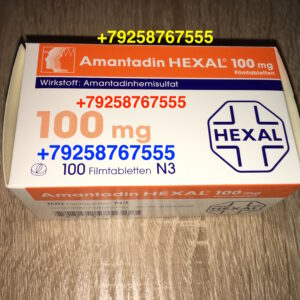 +79258767555
Amantadin HEXAL® 100 mg
Filmtabletten
Wirkstoff: Amantadinhemisulfat
+79258767555
100 mg
HEXAL
+79258767555
100 Filmtabletten N3
Amantadin HEXAL® 100 mg
100 Filmtabletten N3
+79258767555